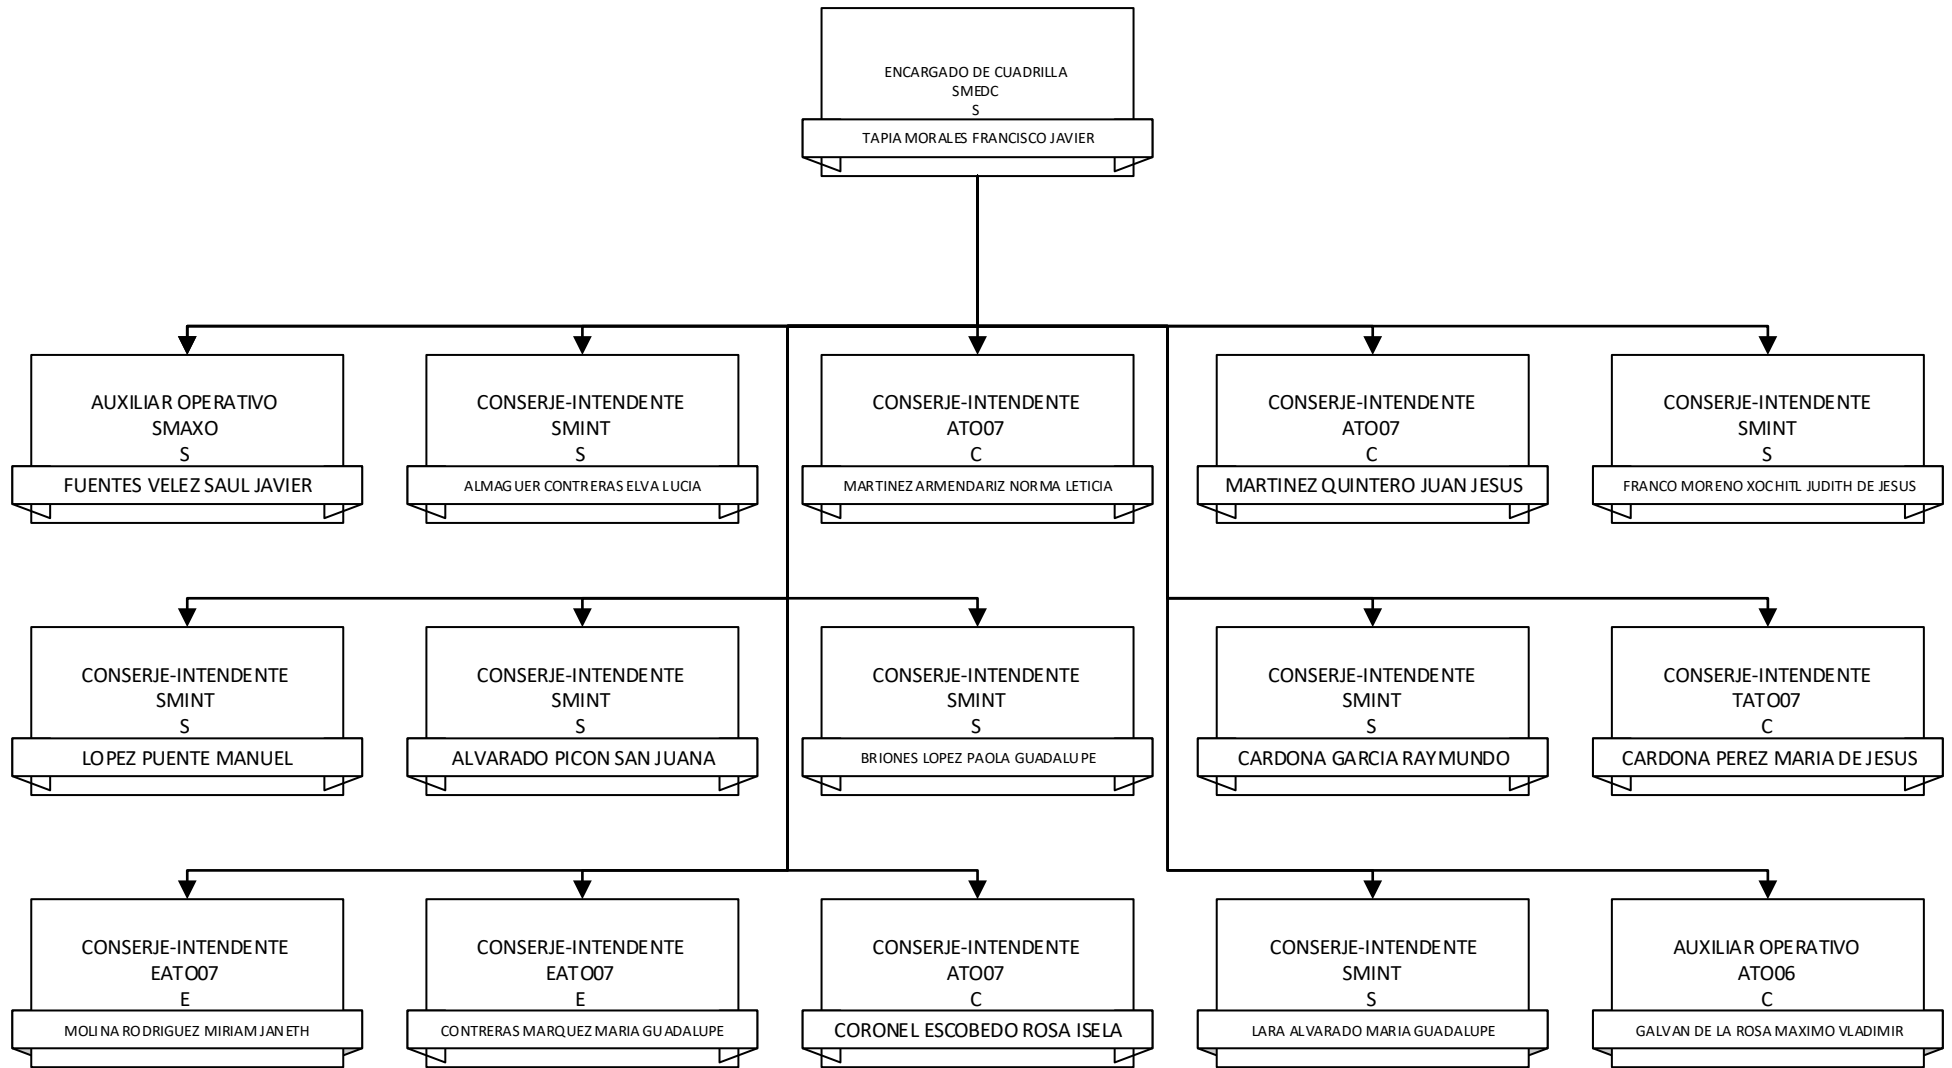 ENCARGADO DE CUADRILLA
SMEDC
S
TAPIA MORALES FRANCISCO JAVIER
AUXILIAR OPERATIVO
SMAXO
S
FUENTES VELEZ SAUL JAVIER
CONSERJE-INTENDENTE
SMINT
S
ALMAGUER CONTRERAS ELVA LUCIA
CONSERJE-INTENDENTE
ATO07
C
MARTINEZ ARMENDARIZ NORMA LETICIA
CONSERJE-INTENDENTE
ATO07
C
MARTINEZ QUINTERO JUAN JESUS
CONSERJE-INTENDENTE
SMINT
S
FRANCO MORENO XOCHITL JUDITH DE JESUS
CONSERJE-INTENDENTE
SMINT
S
LOPEZ PUENTE MANUEL
CONSERJE-INTENDENTE
SMINT
S
ALVARADO PICON SAN JUANA
CONSERJE-INTENDENTE
SMINT
S
BRIONES LOPEZ PAOLA GUADALUPE
CONSERJE-INTENDENTE
SMINT
S
CARDONA GARCIA RAYMUNDO
CONSERJE-INTENDENTE
TATO07
C
CARDONA PEREZ MARIA DE JESUS
CONSERJE-INTENDENTE
EATO07
E
MOLINA RODRIGUEZ MIRIAM JANETH
CONSERJE-INTENDENTE
EATO07
E
CONTRERAS MARQUEZ MARIA GUADALUPE
CONSERJE-INTENDENTE
ATO07
C
CORONEL ESCOBEDO ROSA ISELA
CONSERJE-INTENDENTE
SMINT
S
LARA ALVARADO MARIA GUADALUPE
AUXILIAR OPERATIVO
ATO06
C
GALVAN DE LA ROSA MAXIMO VLADIMIR